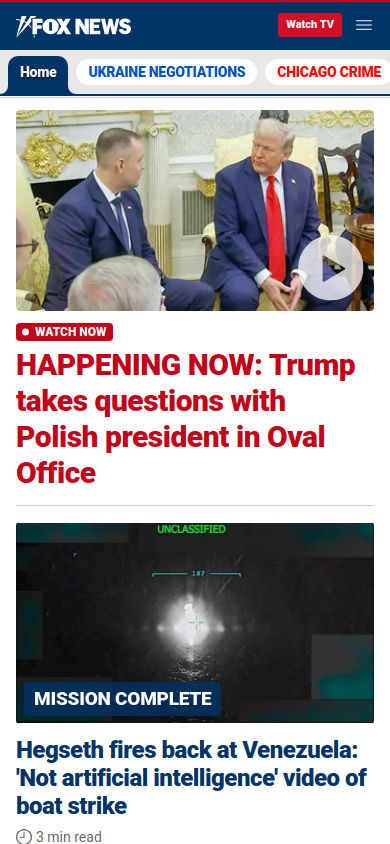 FOX NEWS
Watch TV
Home
UKRAINE NEGOTIATIONS
CHICAGO CRIME
WATCH NOW
HAPPENING NOW: Trump
takes questions with
Polish president in Oval
Office
UNCLASSIFIED
107
MISSION COMPLETE
Hegseth fires back at Venezuela:
'Not artificial intelligence' video of
boat strike
3 min read